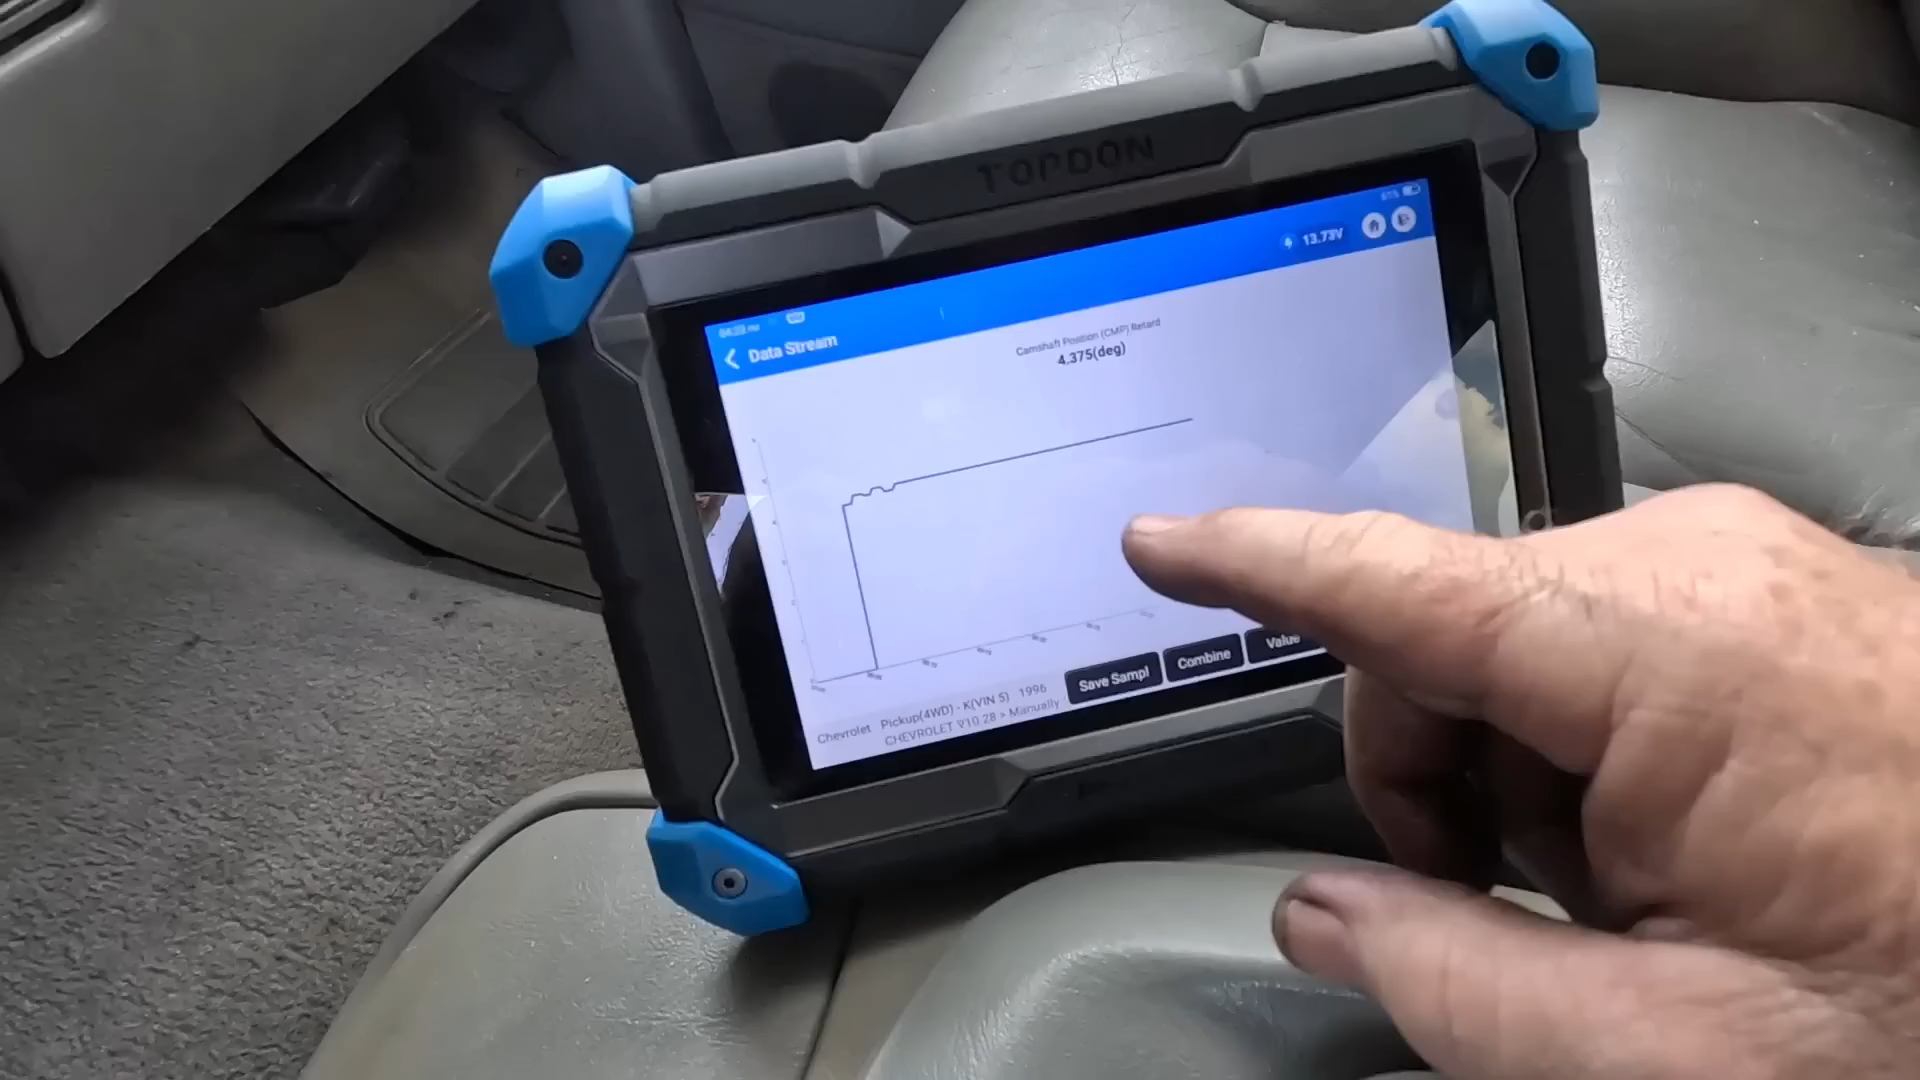 TOPDON
61%
13.73V
Data Stream
Camshaft Position (CMP) Retard
4.375(deg)
Save Sampl
Combine
Value
Chevrolet Pickup(4WD) - K(VIN 5) 1996
CHEVROLET V10.28 > Manually